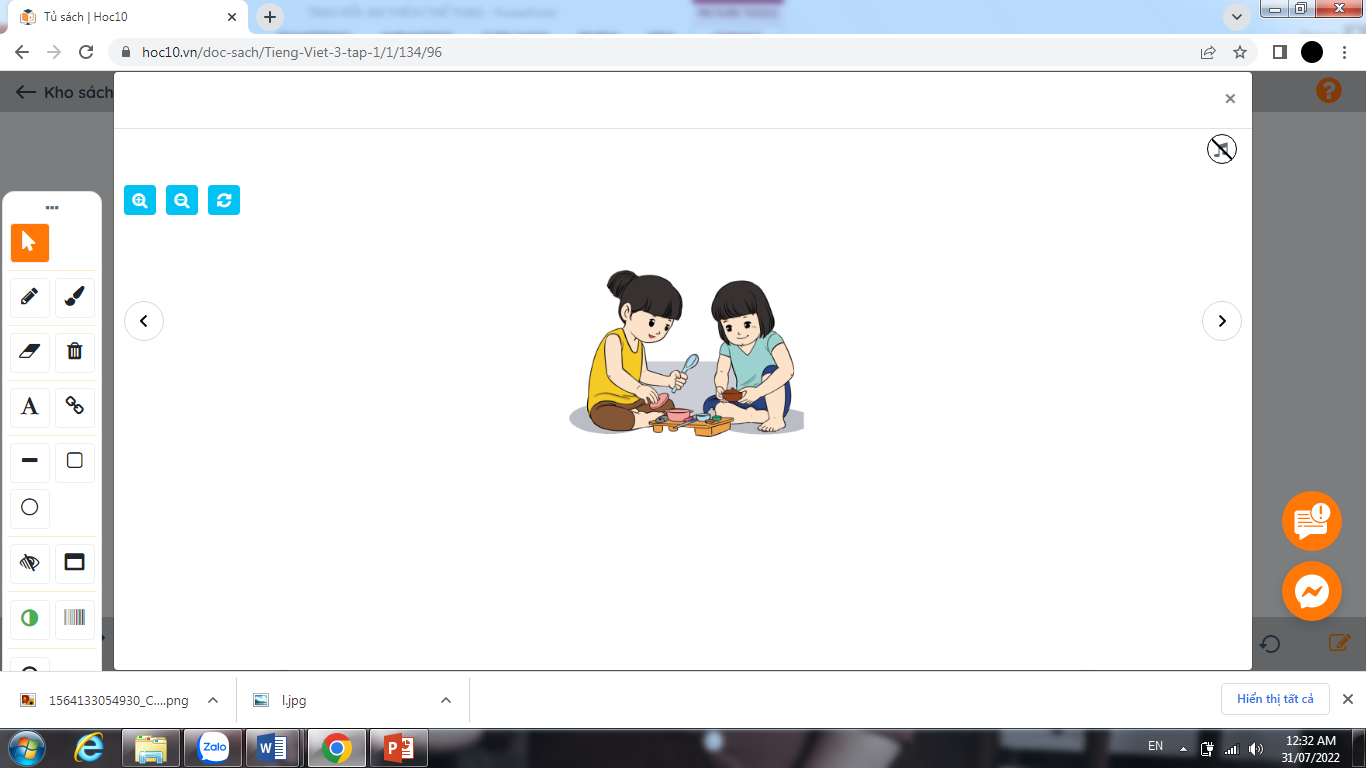 Tủ sách | Hoc10
hoc10.vn/doc-sach/Tieng-Viet-3-tap-1/1/134/96
Kho sách
A
1564133054930_C....png
l.jpg
Hiển thị tất cả
Zalo
EN
12:32 AM
31/07/2022